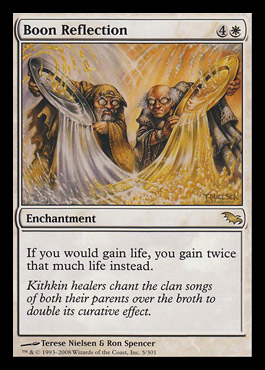 Boon Reflection 4
Enchantment
If you would gain life, you gain twice
that much life instead.
Kithkin healers chant the clan songs
of both their parents over the broth to
double its curative effect.
Terese Nielsen & Ron Spencer
™ & © 1993-2008 Wizards of the Coast, Inc. 5/301